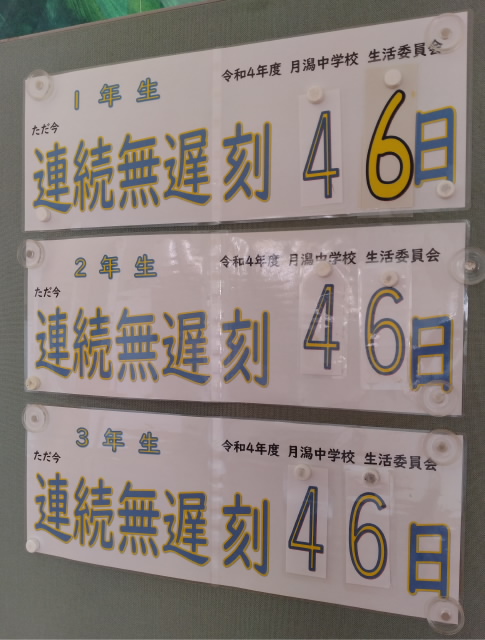 1年生
令和4年度 月潟中学校 生活委員会
ただ今
連続無遅刻 46日
2年生
令和4年度 月潟中学校 生活委員会
ただ今
連続無遅刻 46日
3年生
令和4年度 月潟中学校 生活委員会
ただ今
連続無遅刻 46日